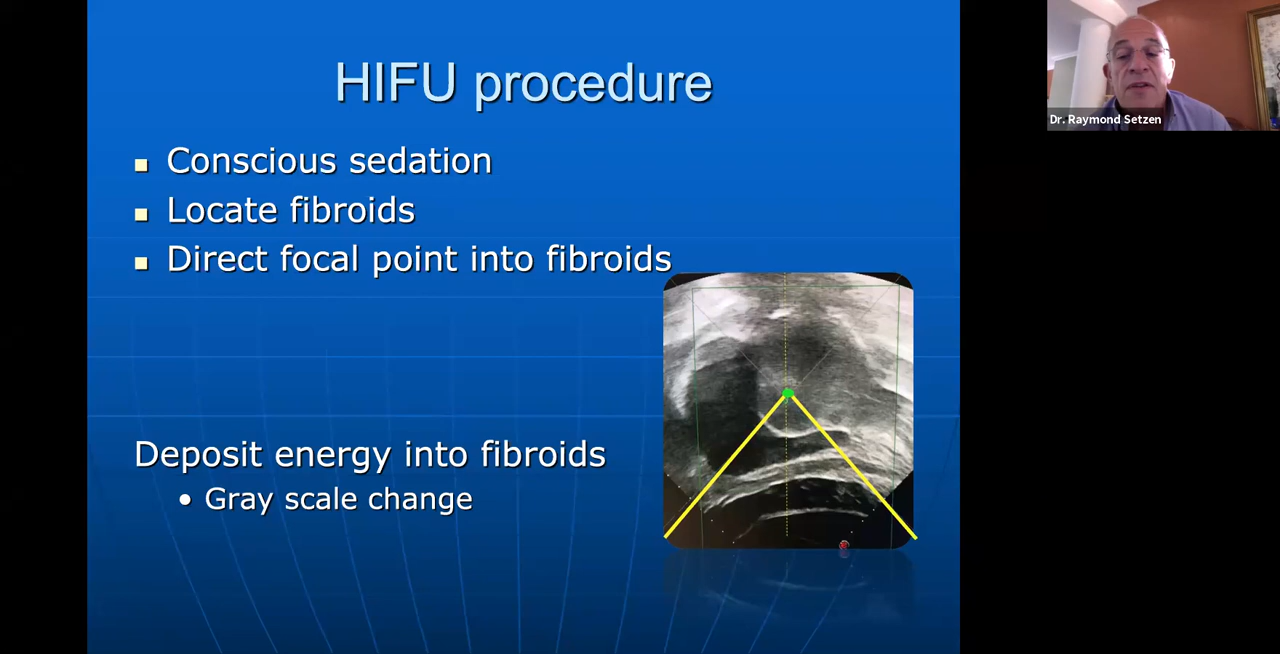 HIFU procedure
Conscious sedation
Locate fibroids
Direct focal point into fibroids
Deposit energy into fibroids
Gray scale change
Dr. Raymond Setzen